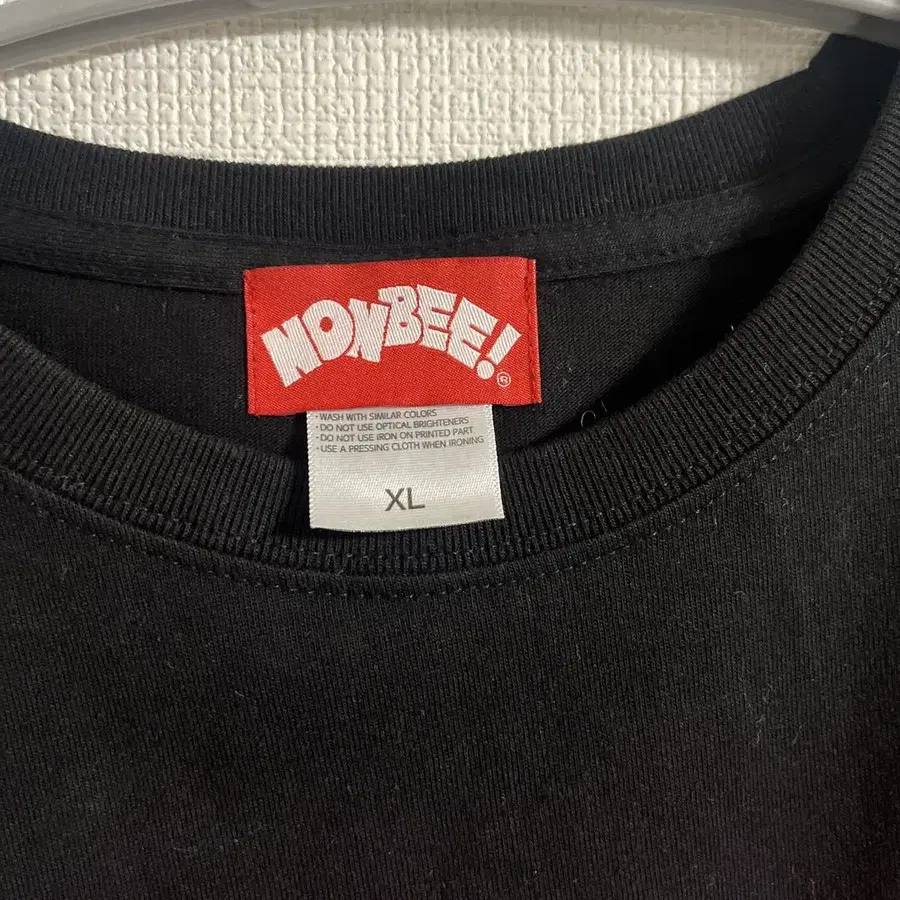 NONBEE!®
· WASH WITH SIMILAR COLORS
· DO NOT USE OPTICAL BRIGHTENERS
· DO NOT USE IRON ON PRINTED PART
· USE A PRESSING CLOTH WHEN IRONING
XL